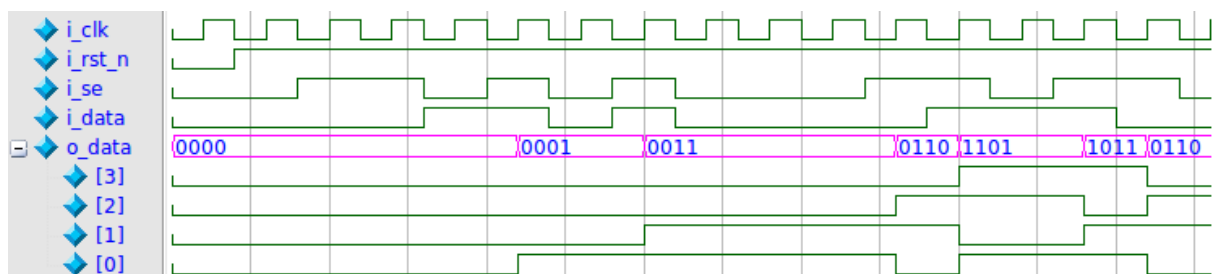 i_clk
i_rst_n
i_se
i_data
o_data 0000 0001 0011 0110 1101 1011 0110
[3]
[2]
[1]
[0]